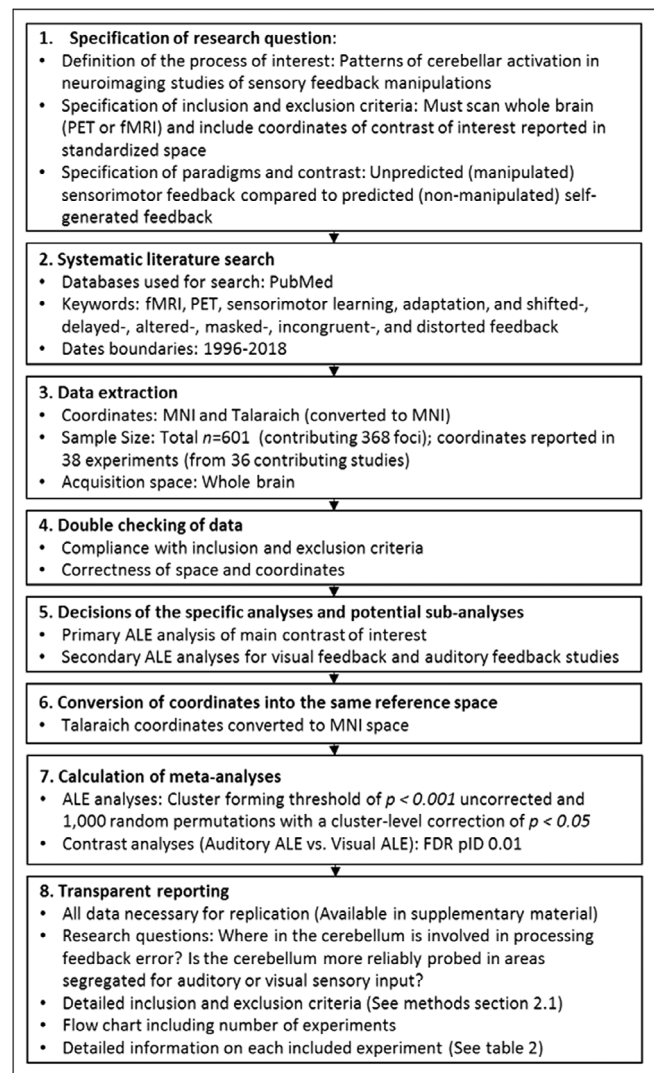 1. Specification of research question:
• Definition of the process of interest: Patterns of cerebellar activation in
neuroimaging studies of sensory feedback manipulations
• Specification of inclusion and exclusion criteria: Must scan whole brain
(PET or fMRI) and include coordinates of contrast of interest reported in
standardized space
• Specification of paradigms and contrast: Unpredicted (manipulated)
sensorimotor feedback compared to predicted (non-manipulated) self-
generated feedback
2. Systematic literature search
• Databases used for search: PubMed
• Keywords: fMRI, PET, sensorimotor learning, adaptation, and shifted-,
delayed-, altered-, masked-, incongruent-, and distorted feedback
• Dates boundaries: 1996-2018
3. Data extraction
• Coordinates: MNI and Talaraich (converted to MNI)
• Sample Size: Total n=601 (contributing 368 foci); coordinates reported in
38 experiments (from 36 contributing studies)
• Acquisition space: Whole brain
4. Double checking of data
• Compliance with inclusion and exclusion criteria
• Correctness of space and coordinates
5. Decisions of the specific analyses and potential sub-analyses
• Primary ALE analysis of main contrast of interest
• Secondary ALE analyses for visual feedback and auditory feedback studies
6. Conversion of coordinates into the same reference space
• Talaraich coordinates converted to MNI space
7. Calculation of meta-analyses
• ALE analyses: Cluster forming threshold of p < 0.001 uncorrected and
1,000 random permutations with a cluster-level correction of p < 0.05
• Contrast analyses (Auditory ALE vs. Visual ALE): FDR pID 0.01
8. Transparent reporting
• All data necessary for replication (Available in supplementary material)
• Research questions: Where in the cerebellum is involved in processing
feedback error? Is the cerebellum more reliably probed in areas
segregated for auditory or visual sensory input?
• Detailed inclusion and exclusion criteria (See methods section 2.1)
• Flow chart including number of experiments
• Detailed information on each included experiment (See table 2)